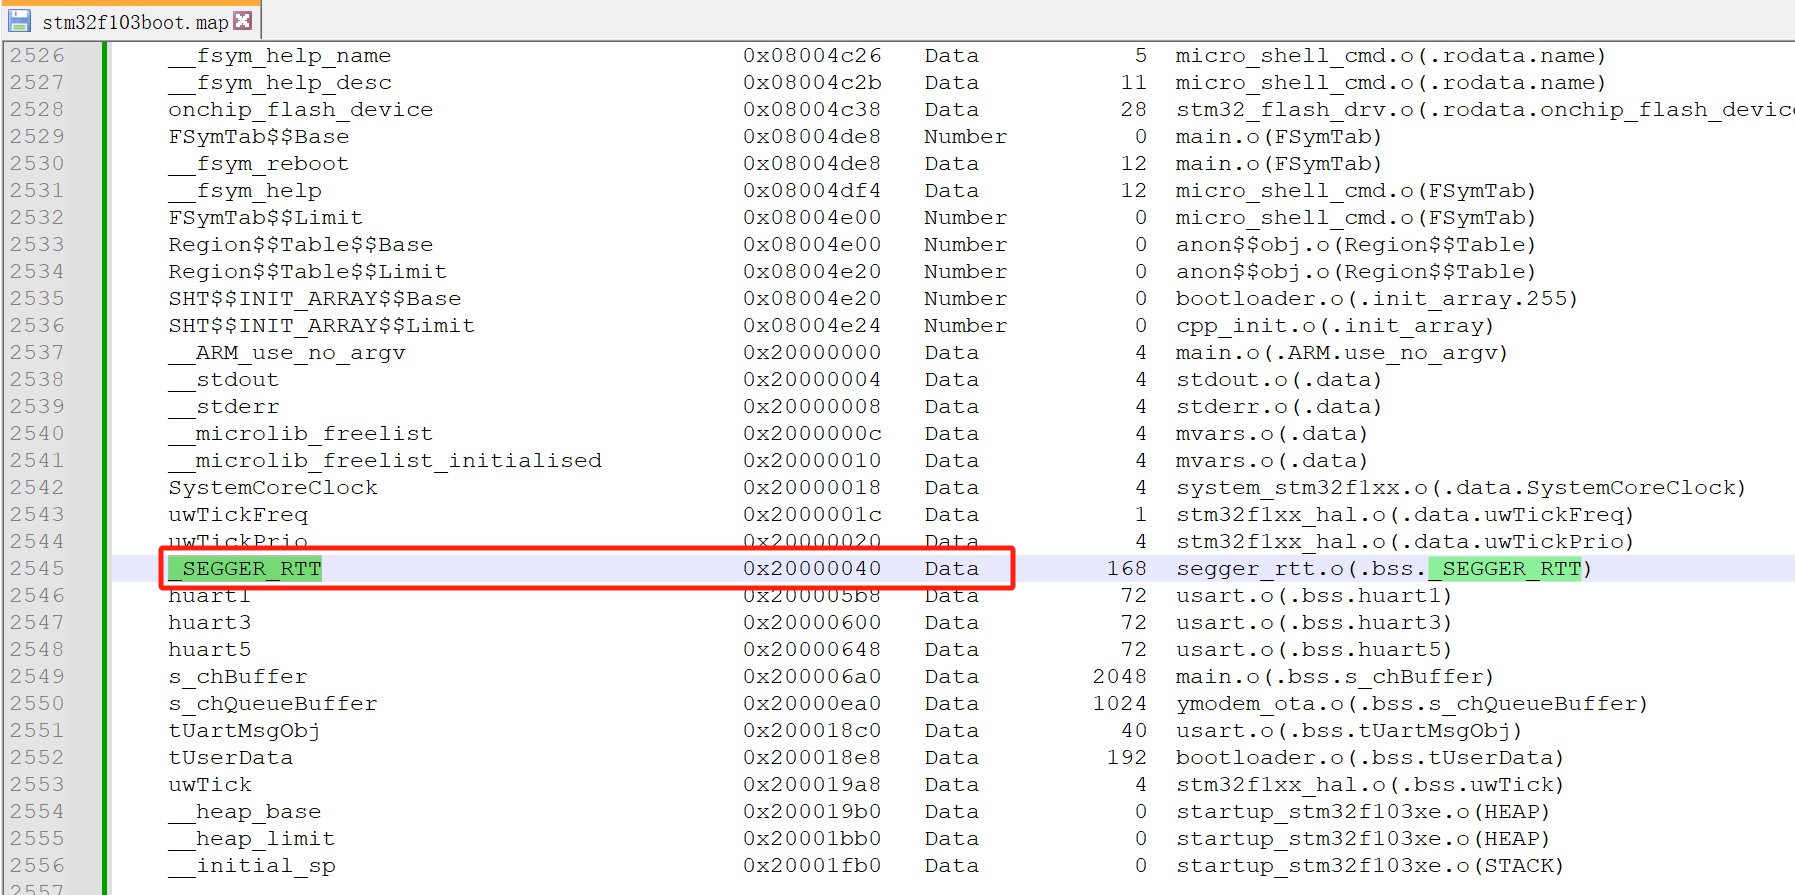 stm32f103boot.map
2526 __fsym_help_name 0x08004c26 Data 5 micro_shell_cmd.o(.rodata.name)
2527 __fsym_help_desc 0x08004c2b Data 11 micro_shell_cmd.o(.rodata.name)
2528 onchip_flash_device 0x08004c38 Data 28 stm32_flash_drv.o(.rodata.onchip_flash_device
2529 FSymTab$$Base 0x08004de8 Number 0 main.o(FSymTab)
2530 __fsym_reboot 0x08004de8 Data 12 main.o(FSymTab)
2531 __fsym_help 0x08004df4 Data 12 micro_shell_cmd.o(FSymTab)
2532 FSymTab$$Limit 0x08004e00 Number 0 micro_shell_cmd.o(FSymTab)
2533 Region$$Table$$Base 0x08004e00 Number 0 anon$$obj.o(Region$$Table)
2534 Region$$Table$$Limit 0x08004e20 Number 0 anon$$obj.o(Region$$Table)
2535 SHT$$INIT_ARRAY$$Base 0x08004e20 Number 0 bootloader.o(.init_array.255)
2536 SHT$$INIT_ARRAY$$Limit 0x08004e24 Number 0 cpp_init.o(.init_array)
2537 __ARM_use_no_argv 0x20000000 Data 4 main.o(.ARM.use_no_argv)
2538 __stdout 0x20000004 Data 4 stdout.o(.data)
2539 __stderr 0x20000008 Data 4 stderr.o(.data)
2540 __microlib_freelist 0x2000000c Data 4 mvars.o(.data)
2541 __microlib_freelist_initialised 0x20000010 Data 4 mvars.o(.data)
2542 SystemCoreClock 0x20000018 Data 4 system_stm32f1xx.o(.data.SystemCoreClock)
2543 uwTickFreq 0x2000001c Data 1 stm32f1xx_hal.o(.data.uwTickFreq)
2544 uwTickPrio 0x20000020 Data 4 stm32f1xx_hal.o(.data.uwTickPrio)
2545 _SEGGER_RTT 0x20000040 Data 168 segger_rtt.o(.bss._SEGGER_RTT)
2546 huart1 0x200005b8 Data 72 usart.o(.bss.huart1)
2547 huart3 0x20000600 Data 72 usart.o(.bss.huart3)
2548 huart5 0x20000648 Data 72 usart.o(.bss.huart5)
2549 s_chBuffer 0x200006a0 Data 2048 main.o(.bss.s_chBuffer)
2550 s_chQueueBuffer 0x20000ea0 Data 1024 ymodem_ota.o(.bss.s_chQueueBuffer)
2551 tUartMsgObj 0x200018c0 Data 40 usart.o(.bss.tUartMsgObj)
2552 tUserData 0x200018e8 Data 192 bootloader.o(.bss.tUserData)
2553 uwTick 0x200019a8 Data 4 stm32f1xx_hal.o(.bss.uwTick)
2554 __heap_base 0x200019b0 Data 0 startup_stm32f103xe.o(HEAP)
2555 __heap_limit 0x20001bb0 Data 0 startup_stm32f103xe.o(HEAP)
2556 __initial_sp 0x20001fb0 Data 0 startup_stm32f103xe.o(STACK)
2557